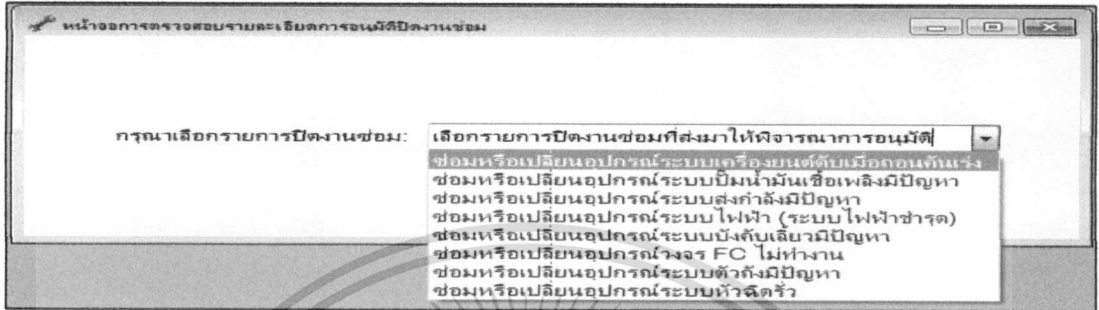 หน้าจอการตรวจสอบรายละเอียดการอนุมัติปิดงานซ่อม
กรุณาเลือกรายการปิดงานซ่อม: เลือกรายการปิดงานซ่อมที่ส่งมาให้พิจารณาการอนุมัติ
ซ่อมหรือเปลี่ยนอุปกรณ์ระบบเครื่องยนต์ดับเมื่อถอนคันเร่ง
ซ่อมหรือเปลี่ยนอุปกรณ์ระบบปั๊มน้ำมันเชื้อเพลิงมีปัญหา
ซ่อมหรือเปลี่ยนอุปกรณ์ระบบส่งกำลังมีปัญหา
ซ่อมหรือเปลี่ยนอุปกรณ์ระบบไฟฟ้า (ระบบไฟฟ้าชำรุด)
ซ่อมหรือเปลี่ยนอุปกรณ์ระบบบังคับเลี้ยวมีปัญหา
ซ่อมหรือเปลี่ยนอุปกรณ์วงจร FC ไม่ทำงาน
ซ่อมหรือเปลี่ยนอุปกรณ์ระบบตัวถังมีปัญหา
ซ่อมหรือเปลี่ยนอุปกรณ์ระบบหัวฉีดรั่ว